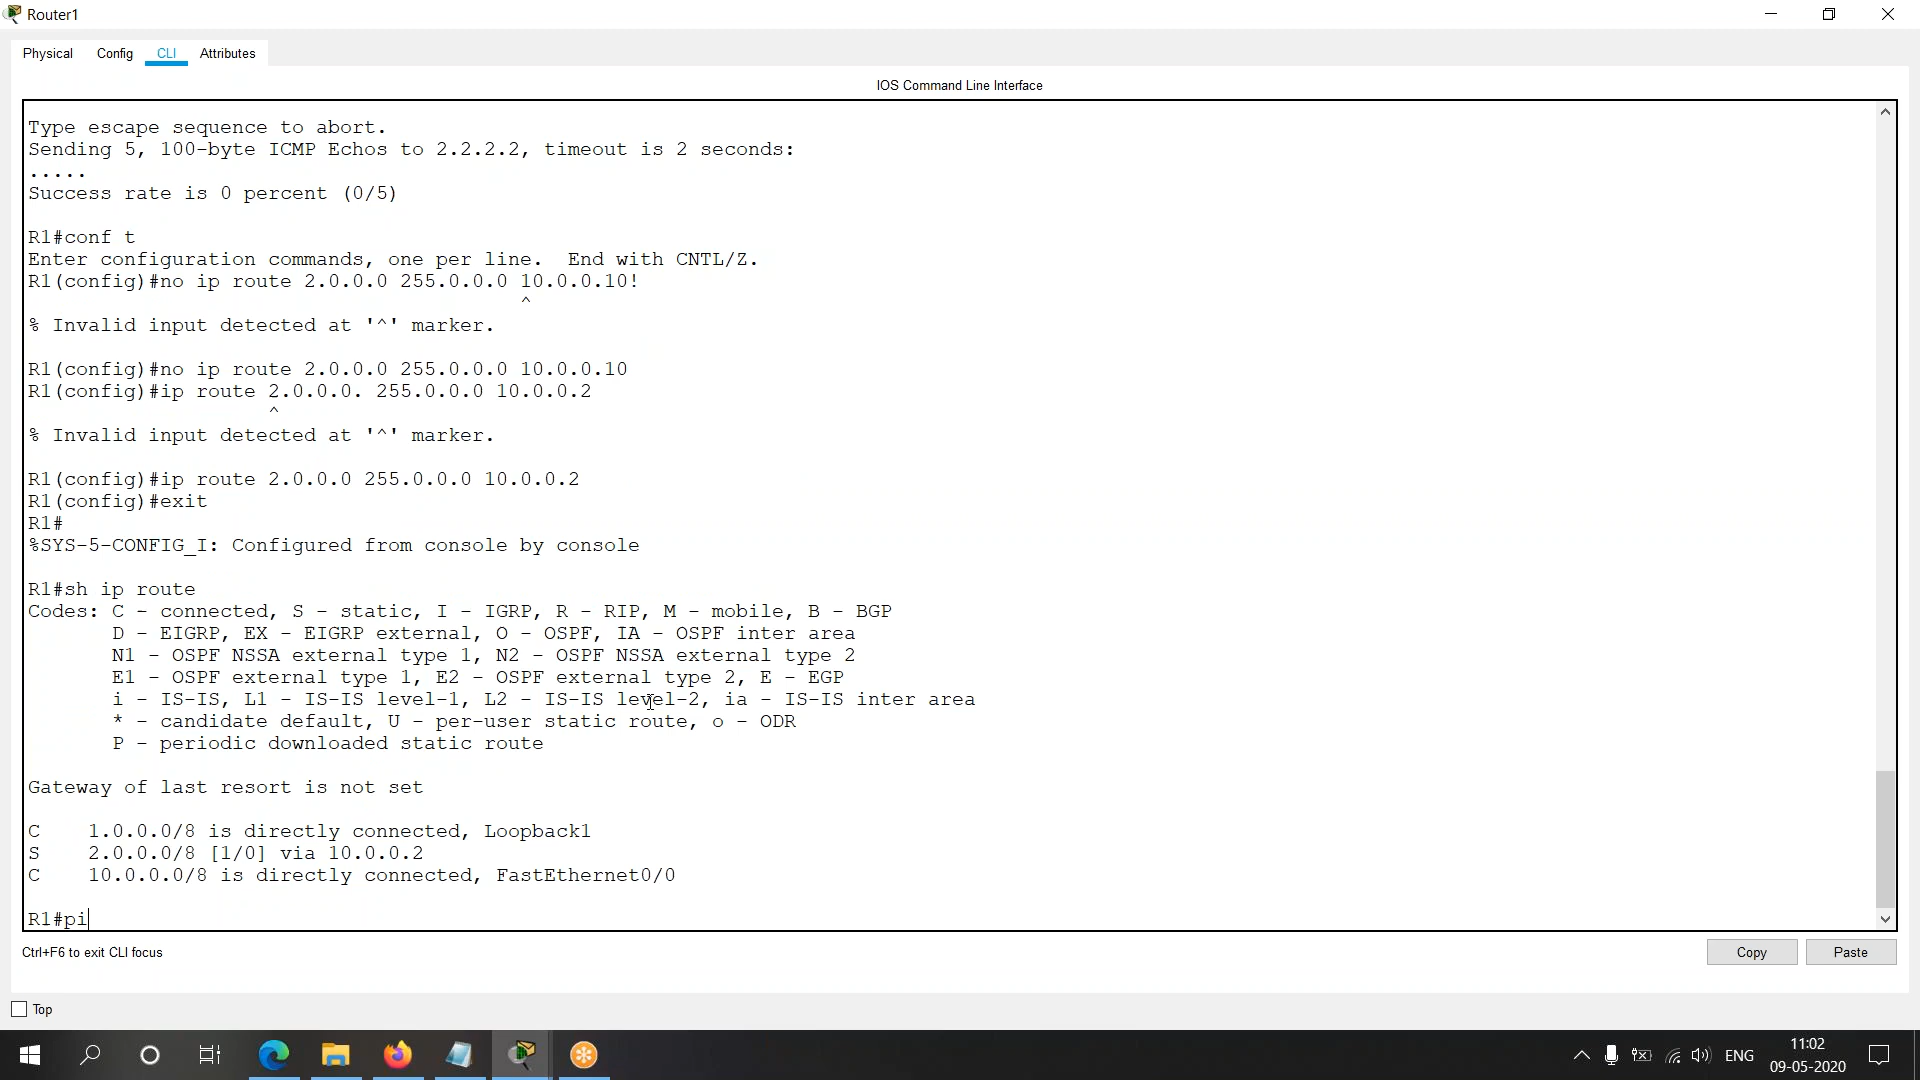 Router1
Physical Config CLI Attributes
IOS Command Line Interface
Type escape sequence to abort.
Sending 5, 100-byte ICMP Echos to 2.2.2.2, timeout is 2 seconds:
.....
Success rate is 0 percent (0/5)
R1#conf t
Enter configuration commands, one per line.  End with CNTL/Z.
R1(config)#no ip route 2.0.0.0 255.0.0.0 10.0.0.10!
^
% Invalid input detected at '^' marker.
R1(config)#no ip route 2.0.0.0 255.0.0.0 10.0.0.10
R1(config)#ip route 2.0.0.0. 255.0.0.0 10.0.0.2
^
% Invalid input detected at '^' marker.
R1(config)#ip route 2.0.0.0 255.0.0.0 10.0.0.2
R1(config)#exit
R1#
%SYS-5-CONFIG_I: Configured from console by console
R1#sh ip route
Codes: C - connected, S - static, I - IGRP, R - RIP, M - mobile, B - BGP
D - EIGRP, EX - EIGRP external, O - OSPF, IA - OSPF inter area
N1 - OSPF NSSA external type 1, N2 - OSPF NSSA external type 2
E1 - OSPF external type 1, E2 - OSPF external type 2, E - EGP
i - IS-IS, L1 - IS-IS level-1, L2 - IS-IS level-2, ia - IS-IS inter area
* - candidate default, U - per-user static route, o - ODR
P - periodic downloaded static route
Gateway of last resort is not set
C    1.0.0.0/8 is directly connected, Loopback1
S    2.0.0.0/8 [1/0] via 10.0.0.2
C    10.0.0.0/8 is directly connected, FastEthernet0/0
R1#pi
Ctrl+F6 to exit CLI focus
Copy Paste
Top
ENG
11:02
09-05-2020